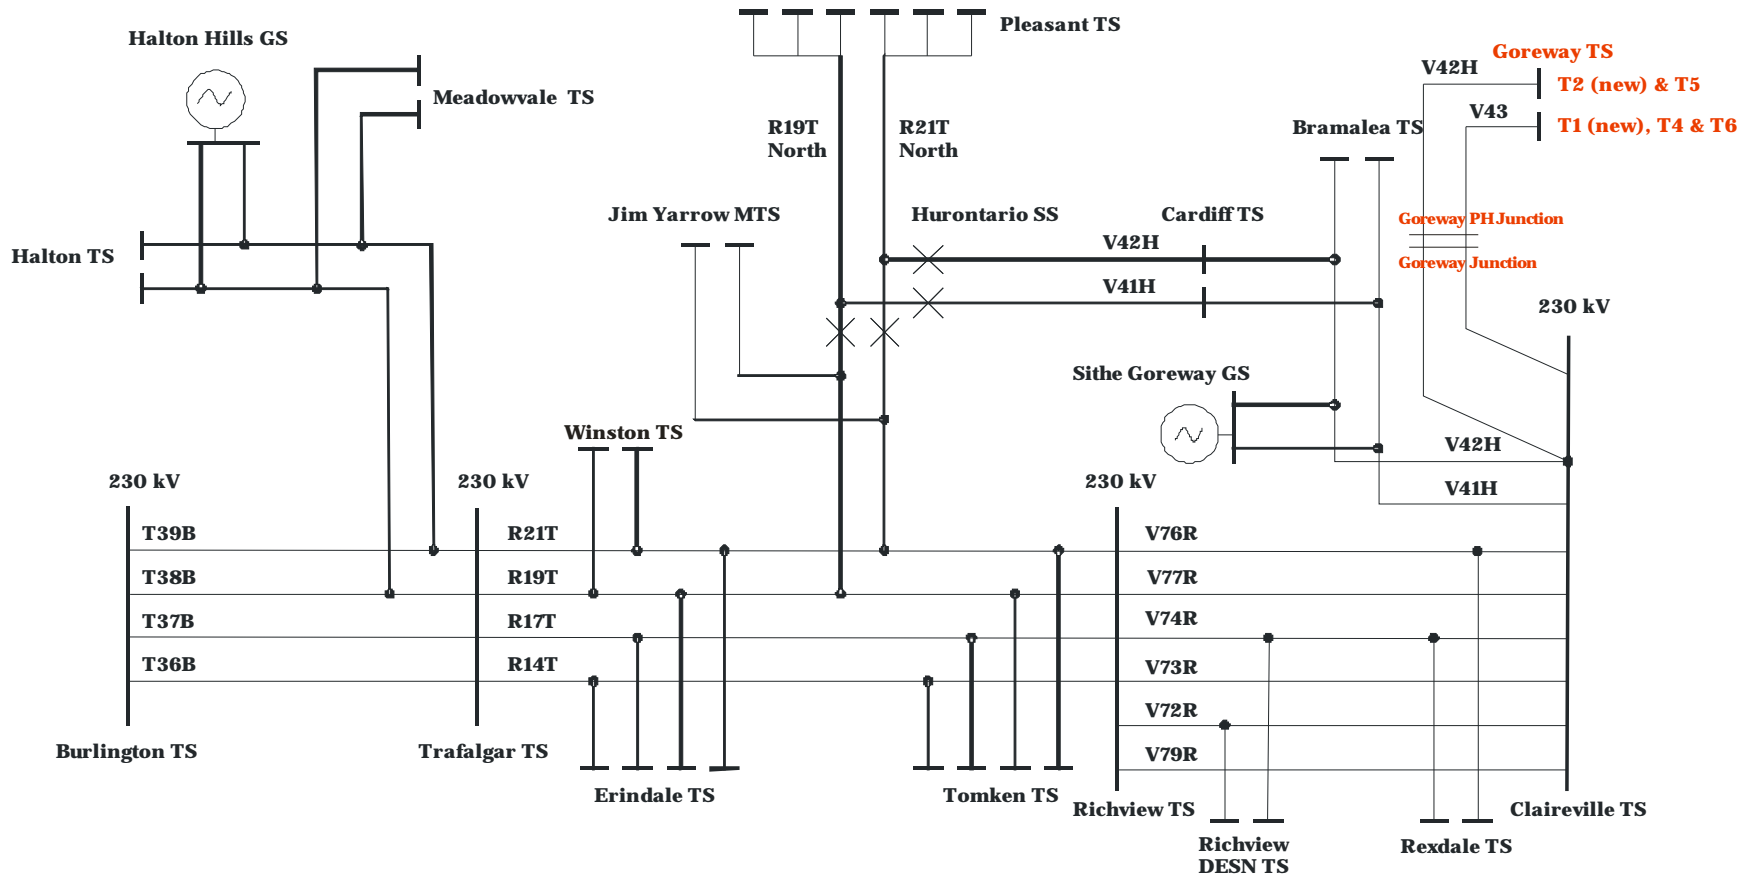 Pleasant TS
Halton Hills GS
Goreway TS
V42H
T2 (new) & T5
Meadowvale TS
V43
T1 (new), T4 & T6
R19T
North
R21T
North
Bramalea TS
Jim Yarrow MTS
Hurontario SS
Cardiff TS
Goreway PH Junction
Halton TS
V42H
Goreway Junction
V41H
230 kV
Sithe Goreway GS
Winston TS
V42H
230 kV
230 kV
230 kV
V41H
T39B
R21T
V76R
T38B
R19T
V77R
T37B
R17T
V74R
T36B
R14T
V73R
V72R
Burlington TS
Trafalgar TS
V79R
Erindale TS
Tomken TS
Richview TS
Claireville TS
Richview
DESN TS
Rexdale TS